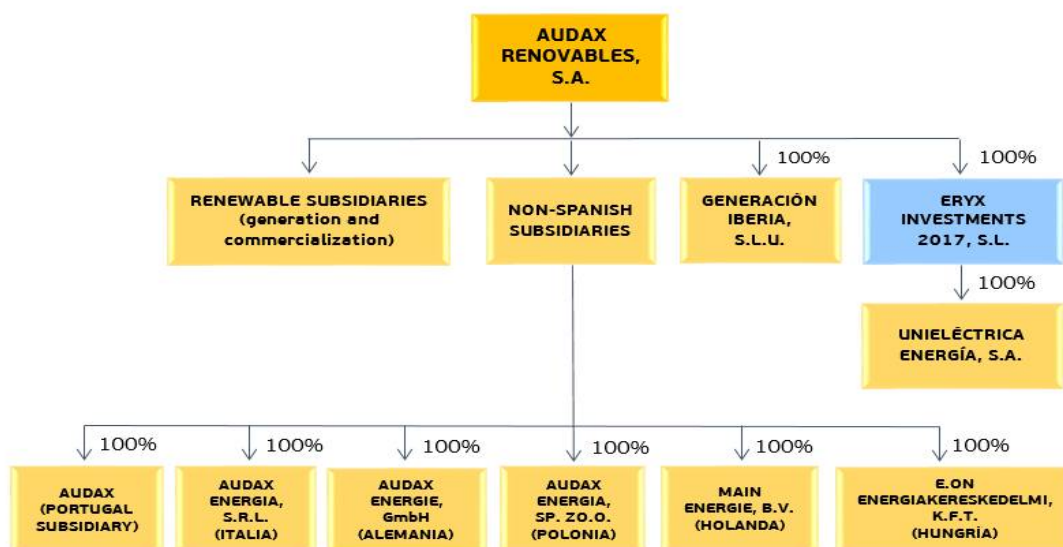 AUDAX
RENOVABLES,
S.A.
100%
100%
RENEWABLE SUBSIDIARIES
(generation and
commercialization)
NON-SPANISH
SUBSIDIARIES
GENERACIÓN
IBERIA,
S.L.U.
ERYX
INVESTMENTS
2017, S.L.
100%
UNIELÉCTRICA
ENERGÍA, S.A.
100%
100%
100%
100%
100%
100%
AUDAX
(PORTUGAL
SUBSIDIARY)
AUDAX
ENERGIA,
S.R.L.
(ITALIA)
AUDAX
ENERGIE,
GmbH
(ALEMANIA)
AUDAX
ENERGIA,
SP. ZO.O.
(POLONIA)
MAIN
ENERGIE, B.V.
(HOLANDA)
E.ON
ENERGIAKERESKEDELMI,
K.F.T.
(HUNGRÍA)